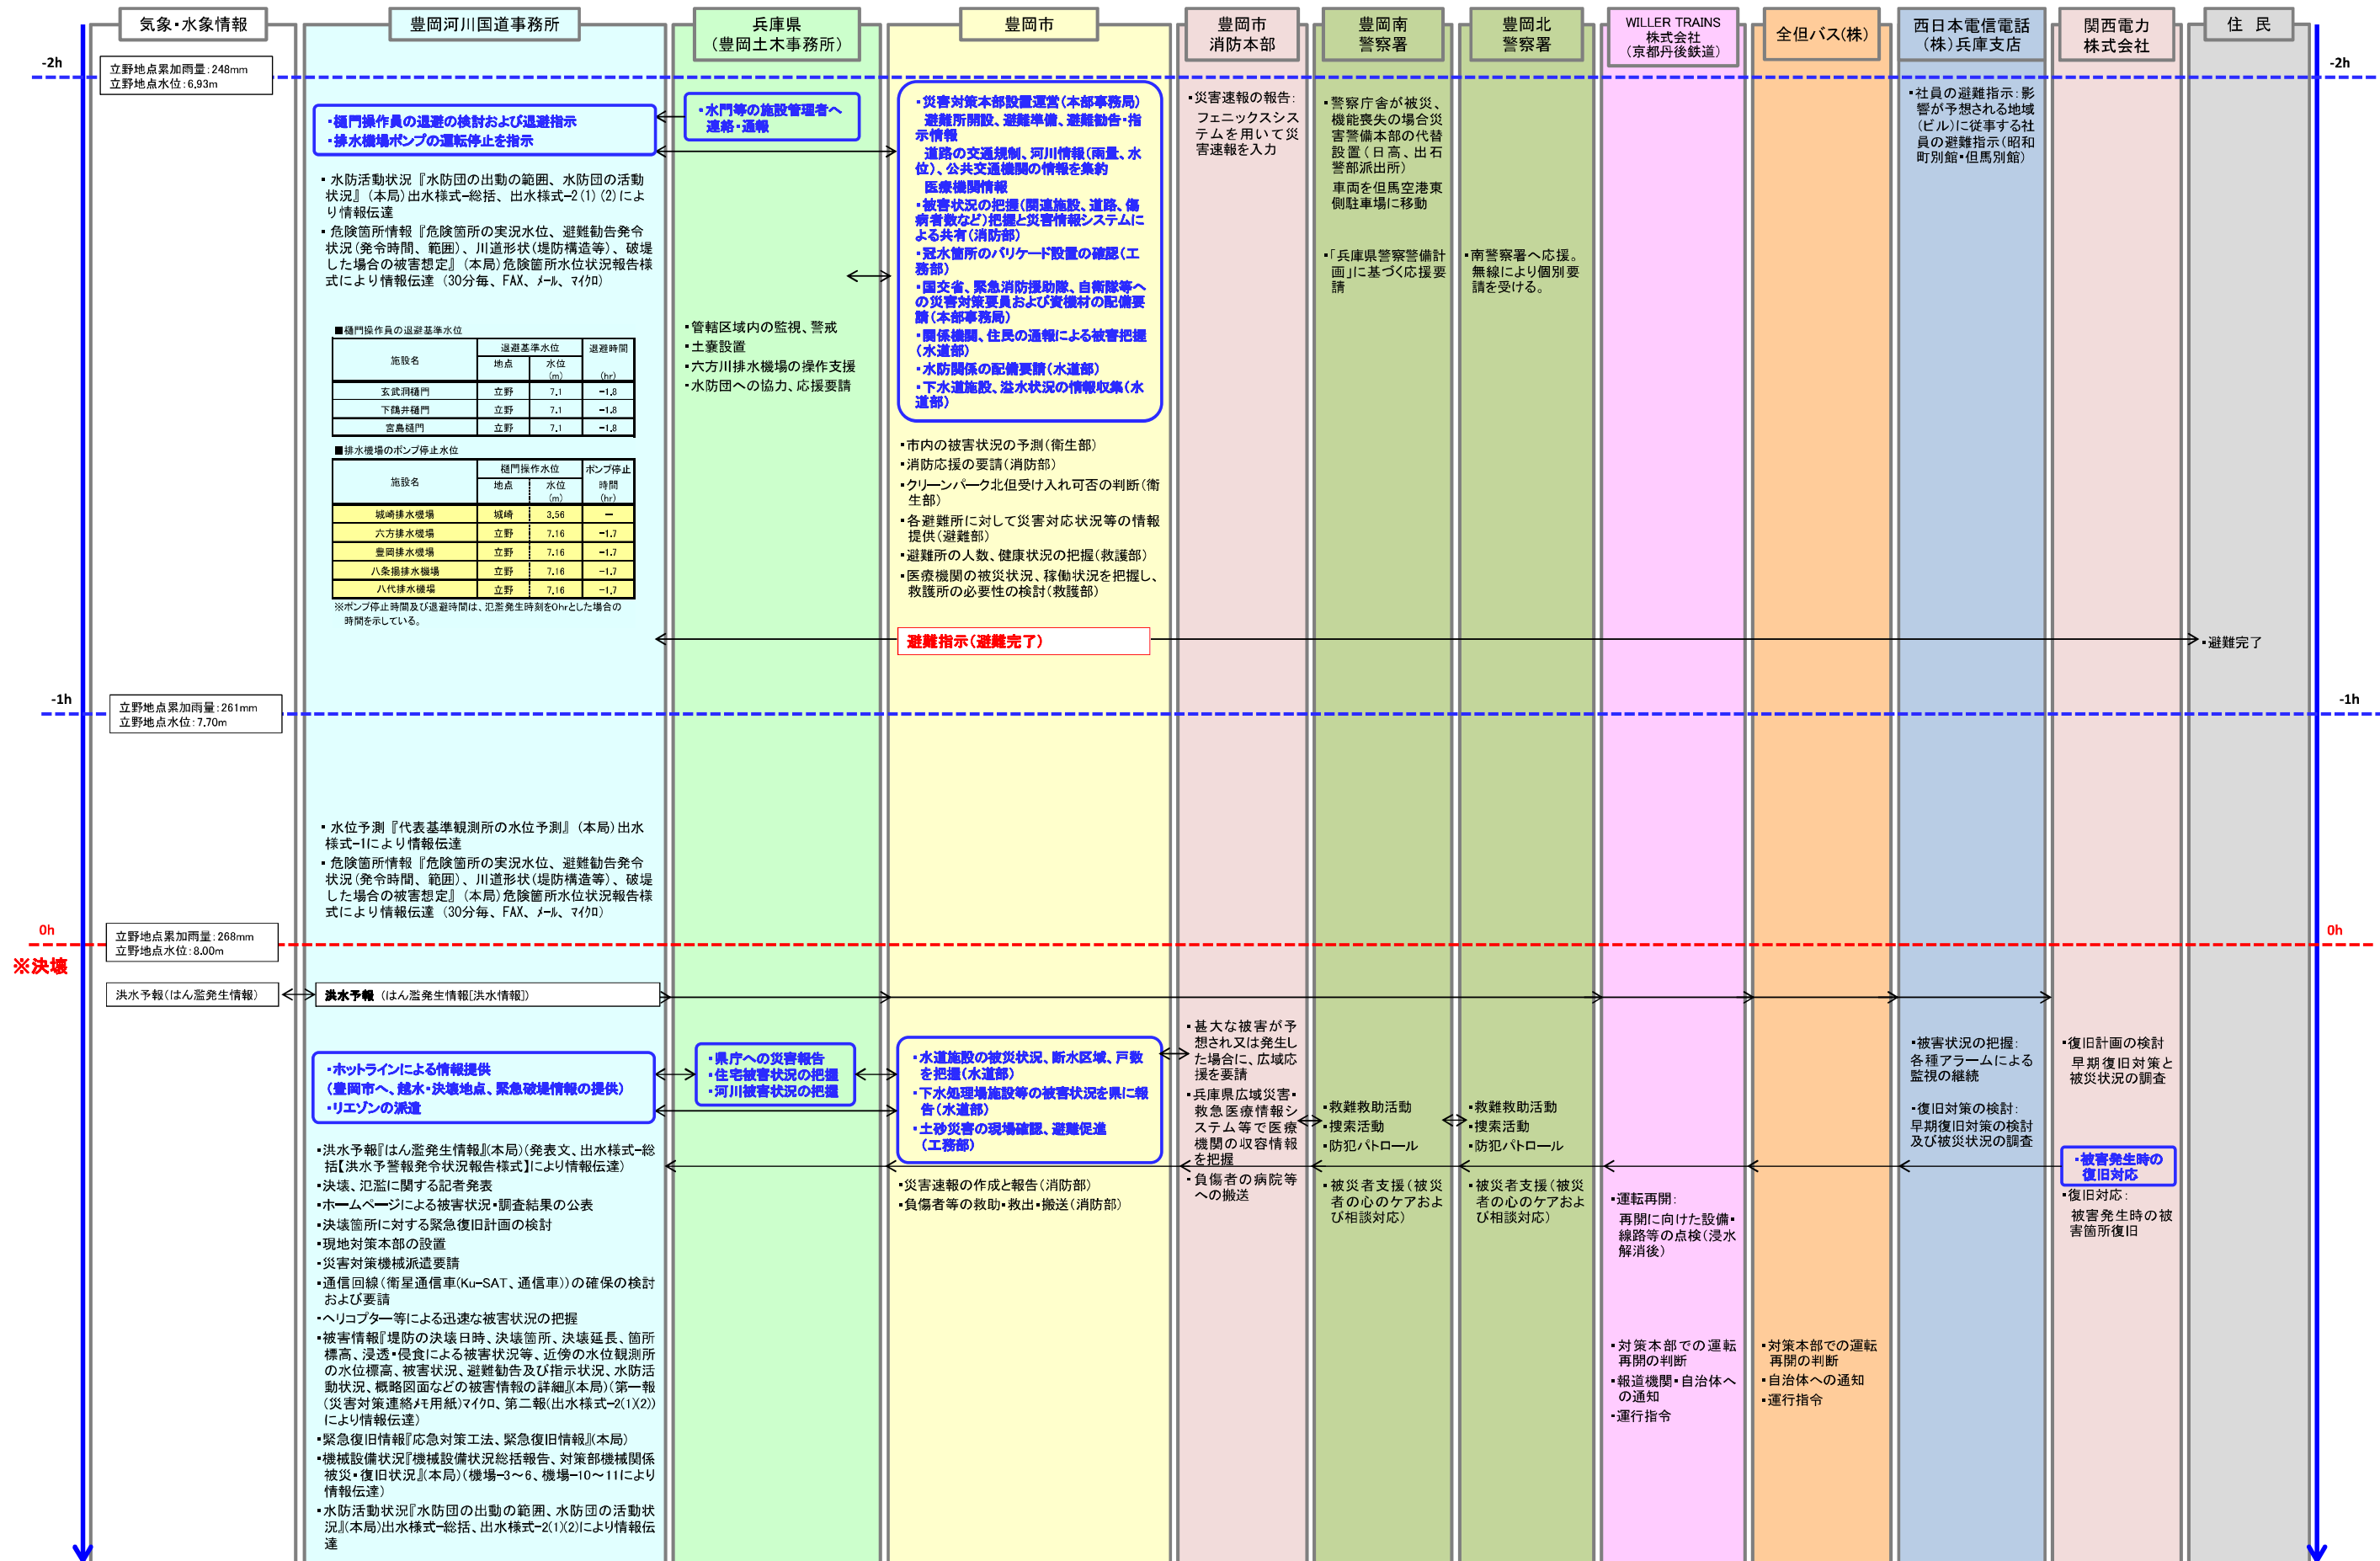 気象・水象情報
豊岡河川国道事務所
兵庫県
（豊岡土木事務所）
豊岡市
豊岡市
消防本部
豊岡南
警察署
豊岡北
警察署
WILLER TRAINS
株式会社
（京都丹後鉄道）
全但バス(株)
西日本電信電話
（株）兵庫支店
関西電力
株式会社
住　民
-2h
-2h
立野地点累加雨量：248mm
立野地点水位：6.93m
・樋門操作員の退避の検討および退避指示
・排水機場ポンプの運転停止を指示
・水防活動状況『水防団の出動の範囲、水防団の活動
状況』（本局）出水様式-総括、出水様式-2（1）（2）によ
り情報伝達
・危険箇所情報『危険箇所の実況水位、避難勧告発令
状況（発令時間、範囲）、川道形状（堤防構造等）、破堤
した場合の被害想定』（本局）危険箇所水位状況報告様
式により情報伝達（30分毎、FAX、メール、マイクロ）
■樋門操作員の退避基準水位
施設名
退避基準水位
退避時間
地点
水位
(m)
(hr)
玄武洞樋門 立野 7.1 -1.8
下鶴井樋門 立野 7.1 -1.8
宮島樋門 立野 7.1 -1.8
■排水機場のポンプ停止水位
施設名
樋門操作水位
ポンプ停止
地点
水位
(m)
時間
(hr)
城崎排水機場 城崎 3.56 －
六方排水機場 立野 7.16 -1.7
豊岡排水機場 立野 7.16 -1.7
八条揚排水機場 立野 7.16 -1.7
八代排水機場 立野 7.16 -1.7
※ポンプ停止時間及び退避時間は、氾濫発生時刻を0hrとした場合の
時間を示している。
・水門等の施設管理者へ
連絡・通報
・管轄区域内の監視、警戒
・土嚢設置
・六方川排水機場の操作支援
・水防団への協力、応援要請
・災害対策本部設置運営（本部事務局）
避難所開設、避難準備、避難勧告・指
示情報
道路の交通規制、河川情報（雨量、水
位）、公共交通機関の情報を集約
医療機関情報
・被害状況の把握（関連施設、道路、傷
病者数など）把握と災害情報システムに
よる共有（消防部）
・冠水箇所のバリケード設置の確認（工
務部）
・国交省、緊急消防援助隊、自衛隊等へ
の災害対策要員および資機材の配備要
請（本部事務局）
・関係機関、住民の通報による被害把握
（水道部）
・水防関係の配備要請（水道部）
・下水道施設、溢水状況の情報収集（水
道部）
・市内の被害状況の予測（衛生部）
・消防応援の要請（消防部）
・クリーンパーク北但受け入れ可否の判断（衛
生部）
・各避難所に対して災害対応状況等の情報
提供（避難部）
・避難所の人数、健康状況の把握（救護部）
・医療機関の被災状況、稼働状況を把握し、
救護所の必要性の検討（救護部）
・災害速報の報告：
フェニックスシス
テムを用いて災
害速報を入力
・警察庁舎が被災、
機能喪失の場合災
害警備本部の代替
設置（日高、出石
警部派出所）
車両を但馬空港東
側駐車場に移動
・「兵庫県警察警備計
画」に基づく応援要
請
・南警察署へ応援。
無線により個別要
請を受ける。
・社員の避難指示：影
響が予想される地域
（ビル）に従事する社
員の避難指示（昭和
町別館・但馬別館）
避難指示（避難完了）
・避難完了
-1h
-1h
立野地点累加雨量：261mm
立野地点水位：7.70m
・水位予測『代表基準観測所の水位予測』（本局）出水
様式-1により情報伝達
・危険箇所情報『危険箇所の実況水位、避難勧告発令
状況（発令時間、範囲）、川道形状（堤防構造等）、破堤
した場合の被害想定』（本局）危険箇所水位状況報告様
式により情報伝達（30分毎、FAX、メール、マイクロ）
0h
0h
※決壊
立野地点累加雨量：268mm
立野地点水位：8.00m
洪水予報（はん濫発生情報）
洪水予報（はん濫発生情報[洪水情報]）
・ホットラインによる情報提供
（豊岡市へ、越水・決壊地点、緊急破堤情報の提供）
・リエゾンの派遣
・洪水予報『はん濫発生情報』（本局）（発表文、出水様式-総
括【洪水予警報発令状況報告様式】により情報伝達）
・決壊、氾濫に関する記者発表
・ホームページによる被害状況・調査結果の公表
・決壊箇所に対する緊急復旧計画の検討
・現地対策本部の設置
・災害対策機械派遣要請
・通信回線（衛星通信車(Ku-SAT、通信車)）の確保の検討
および要請
・ヘリコプター等による迅速な被害状況の把握
・被害情報『堤防の決壊日時、決壊箇所、決壊延長、箇所
標高、浸透・侵食による被害状況等、近傍の水位観測所
の水位標高、被害状況、避難勧告及び指示状況、水防活
動状況、概略図面などの被害情報の詳細』（本局）（第一報
（災害対策連絡メモ用紙）マイクロ、第二報（出水様式-2(1)(2)）
により情報伝達）
・緊急復旧情報『応急対策工法、緊急復旧情報』（本局）
・機械設備状況『機械設備状況総括報告、対策部機械関係
被災・復旧状況』（本局）（機場-3～6、機場-10～11により
情報伝達）
・水防活動状況『水防団の出動の範囲、水防団の活動状
況』（本局）出水様式-総括、出水様式-2(1)(2)により情報伝
達
・県庁への災害報告
・住宅被害状況の把握
・河川被害状況の把握
・水道施設の被災状況、断水区域、戸数
を把握（水道部）
・下水処理場施設等の被害状況を県に報
告（水道部）
・土砂災害の現場確認、避難促進
（工務部）
・災害速報の作成と報告（消防部）
・負傷者等の救助・救出・搬送（消防部）
・甚大な被害が予
想され又は発生し
た場合に、広域応
援を要請
・兵庫県広域災害・
救急医療情報シ
ステム等で医療
機関の収容情報
を把握
・負傷者の病院等
への搬送
・救難救助活動
・捜索活動
・防犯パトロール
・被災者支援（被災
者の心のケアおよ
び相談対応）
・救難救助活動
・捜索活動
・防犯パトロール
・被災者支援（被災
者の心のケアおよ
び相談対応）
・運転再開：
再開に向けた設備・
線路等の点検（浸水
解消後）
・対策本部での運転
再開の判断
・報道機関・自治体へ
の通知
・運行指令
・対策本部での運転
再開の判断
・自治体への通知
・運行指令
・被害状況の把握：
各種アラームによる
監視の継続
・復旧対策の検討：
早期復旧対策の検討
及び被災状況の調査
・復旧計画の検討
早期復旧対策と
被災状況の調査
・被害発生時の
復旧対応
・復旧対応：
被害発生時の被
害箇所復旧